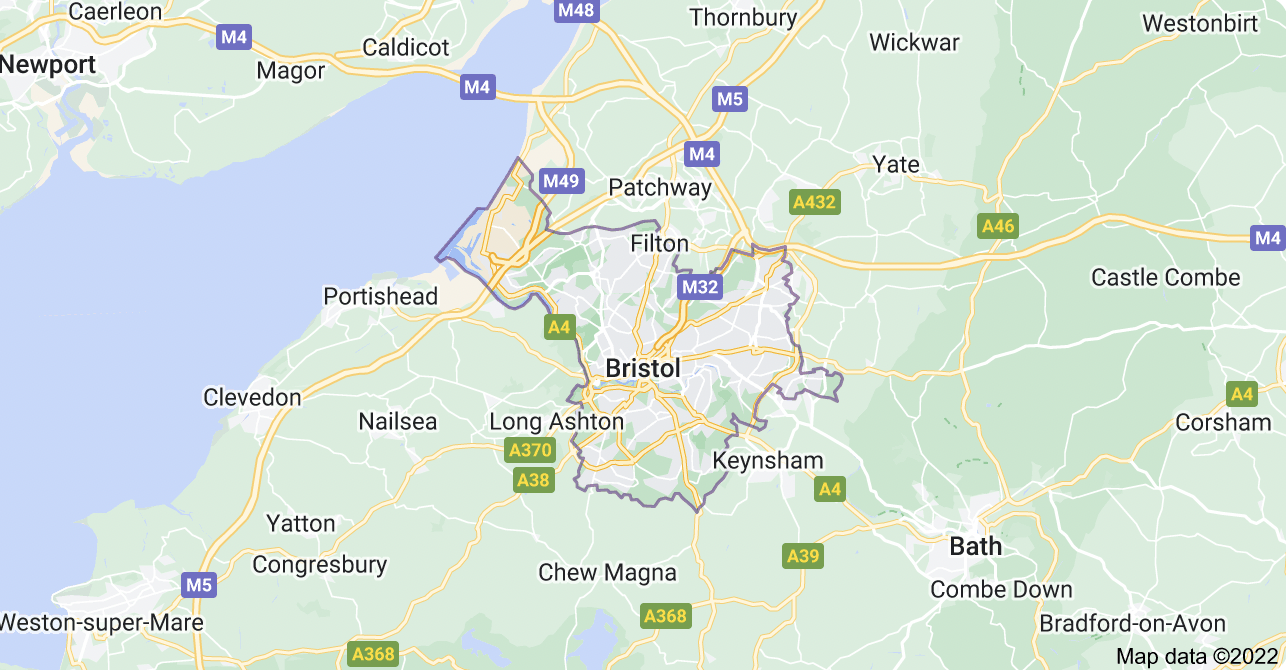 Caerleon
M48
Thornbury
Westonbirt
M4
Caldicot
Wickwar
Newport
Magor
M4
M5
M4
Yate
M49
Patchway
A432
A46
Filton
M4
Castle Combe
M32
Portishead
A4
Bristol
Clevedon
A4
Nailsea
Long Ashton
Corsham
A370
Keynsham
A38
A4
Yatton
Bath
A39
Congresbury
Chew Magna
M5
Combe Down
A368
Weston-super-Mare
Bradford-on-Avon
A368
Map data ©2022